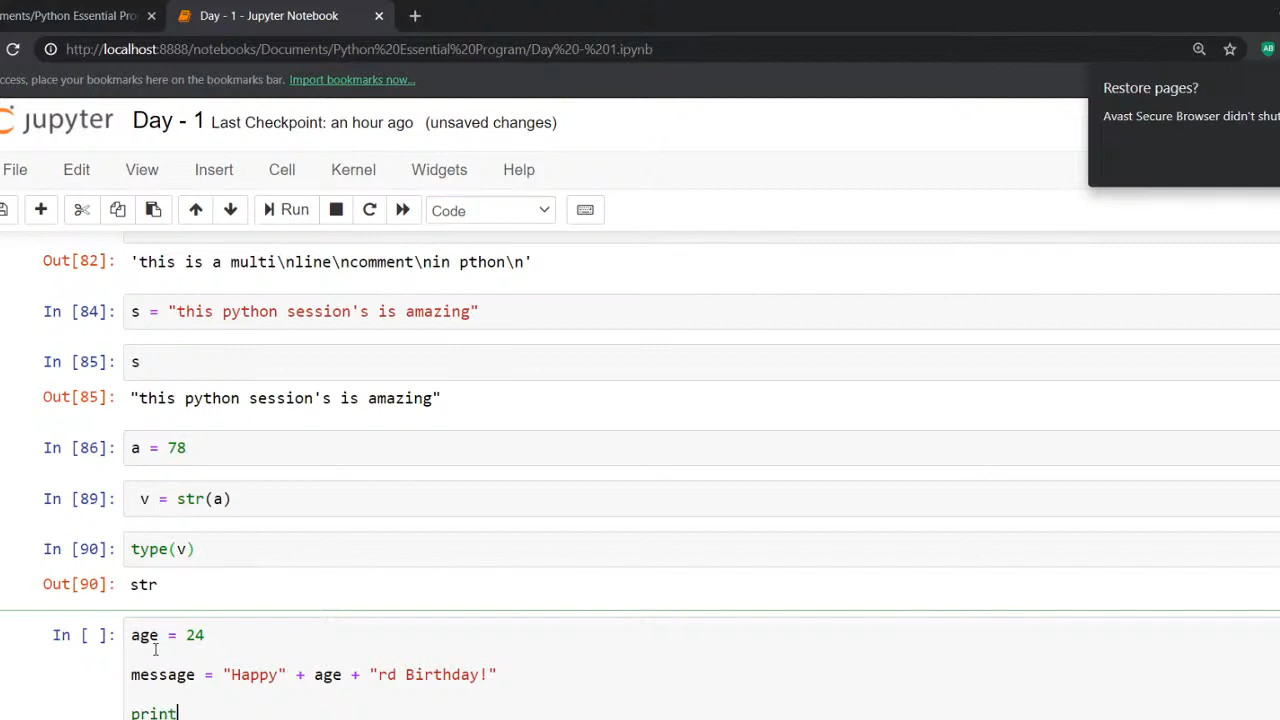 ments/Python Essential Pro
Day - 1 - Jupyter Notebook
http://localhost:8888/notebooks/Documents/Python%20Essential%20Program/Day%20-%201.ipynb
AB
ccess, place your bookmarks here on the bookmarks bar. Import bookmarks now...
Restore pages?
Avast Secure Browser didn't shut
jupyter Day - 1 Last Checkpoint: an hour ago (unsaved changes)
File Edit View Insert Cell Kernel Widgets Help
Run Code
Out[82]: 'this is a multi\nline\ncomment\nin pthon\n'
In [84]: s = "this python session's is amazing"
In [85]: s
Out[85]: "this python session's is amazing"
In [86]: a = 78
In [89]: v = str(a)
In [90]: type(v)
Out[90]: str
In [ ]: age = 24
message = "Happy" + age + "rd Birthday!"
print